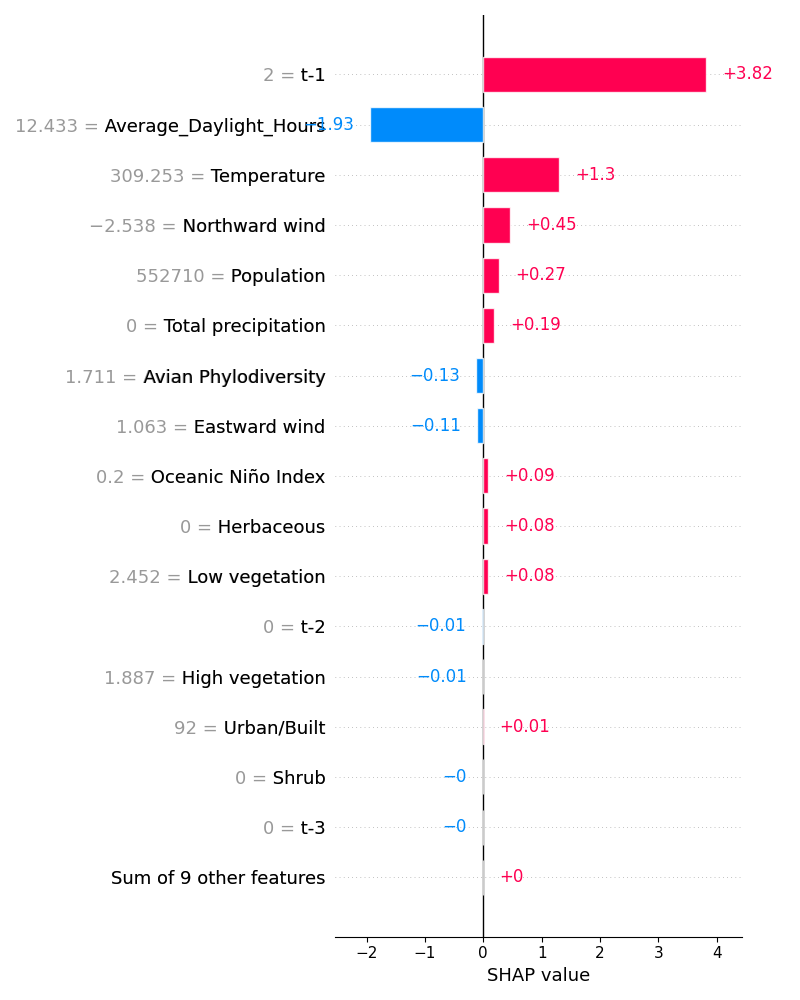 2 = t-1 +3.82
12.433 = Average_Daylight_Hours −1.93
309.253 = Temperature +1.3
−2.538 = Northward wind +0.45
552710 = Population +0.27
0 = Total precipitation +0.19
1.711 = Avian Phylodiversity −0.13
1.063 = Eastward wind −0.11
0.2 = Oceanic Niño Index +0.09
0 = Herbaceous +0.08
2.452 = Low vegetation +0.08
0 = t-2 −0.01
1.887 = High vegetation −0.01
92 = Urban/Built +0.01
0 = Shrub −0
0 = t-3 −0
Sum of 9 other features +0
−2 −1 0 1 2 3 4
SHAP value